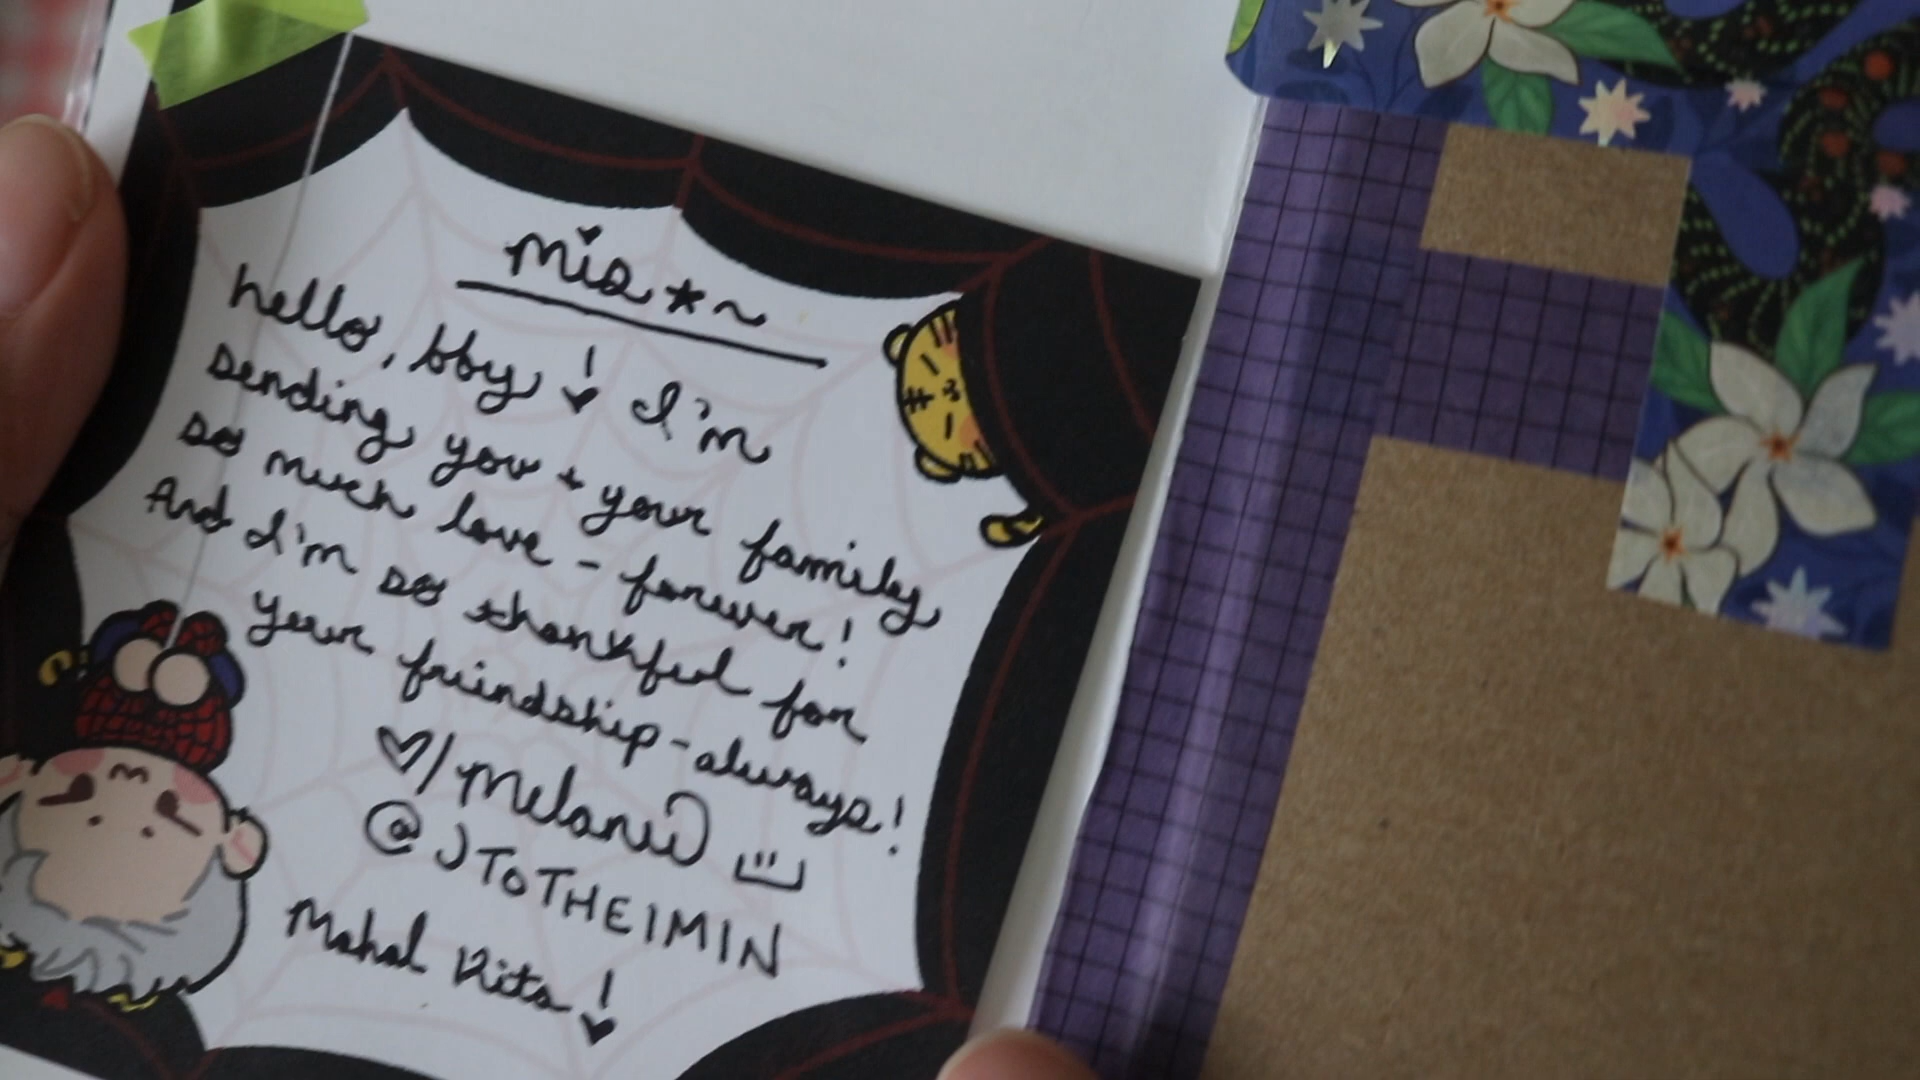 Mia *~
hello, bby! I'm
sending you + your family
so much love - forever!
And I'm so thankful for
your friendship - always!
♡/Melanie
@JTOTHEIMIN
Mahal Kita!